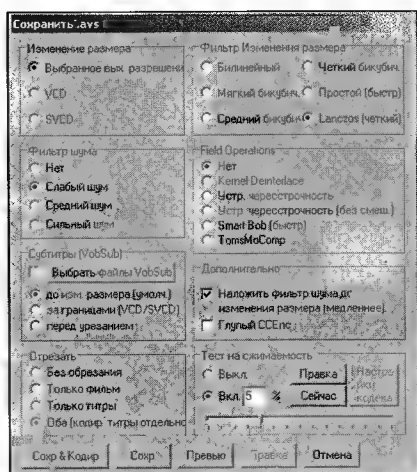 Сохранить .avs
Изменение размера
Выбранное вых. разрешени
VCD
SVCD
Фильтр Изменения размера
Билинейный
Четкий бикубич.
Мягкий бикубич.
Простой (быстр)
Средний бикубич
Lanczos (четкий)
Фильтр шума
Нет
Слабый шум
Средний шум
Сильный шум
Field Operations
Нет
Kernel Deinterlace
Устр. чересстрочность
Устр. чересстрочность (без смеш.)
Smart Bob (быстр)
TomsMoComp
Субтитры (VobSub)
Выбрать файлы VobSub
до изм. размера (умолч.)
за границами (VCD/SVCD)
перед урезанием
Дополнительно
Наложить фильтр шума дс
изменения размера (медленнее)
Глупый CCEnc
Отрезать
Без обрезания
Только фильм
Только титры
Оба (кодир. титры отдельнс
Тест на сжимаемость
Выкл.
Правка
Настро
йки
кодека
Вкл. 5 %
Сейчас
Сохр & Кодир
Сохр
Превью
Правка
Отмена